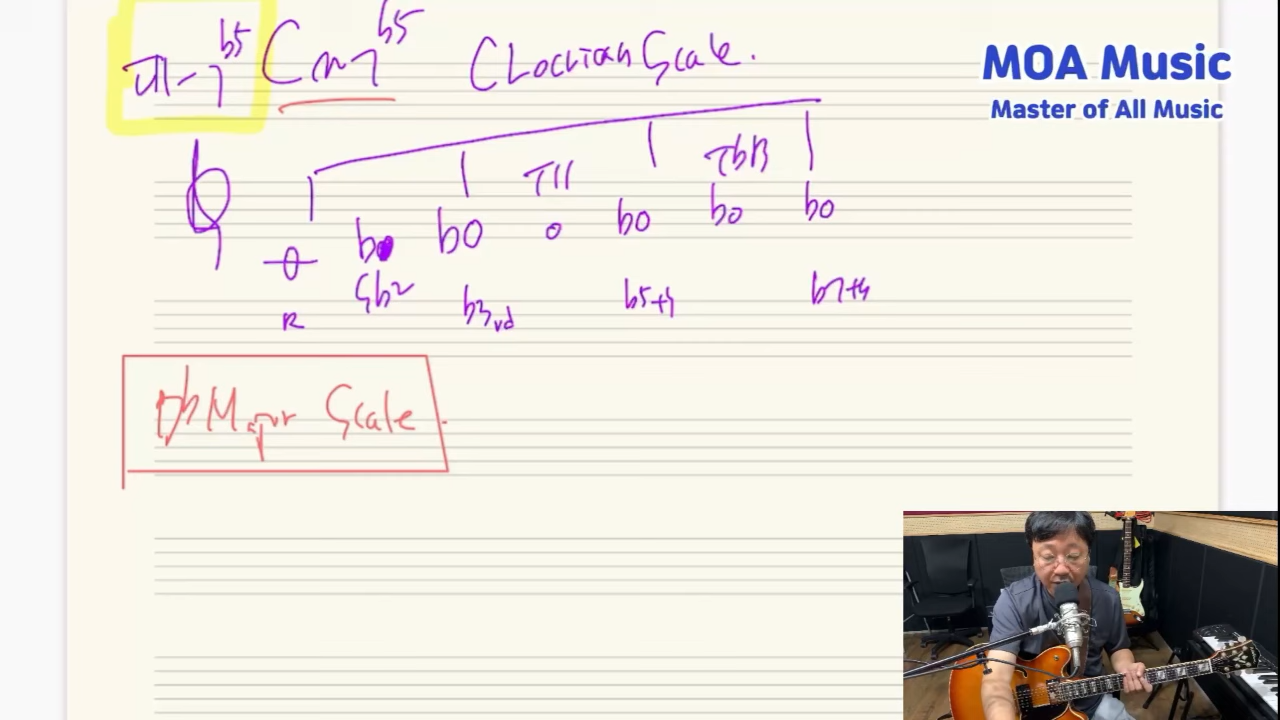 VII-7b5 Cm7b5 C Locrian Scale.
MOA Music
Master of All Music
T11 Tb13
R Sb2 b3rd b5th b7th
Db Major Scale.